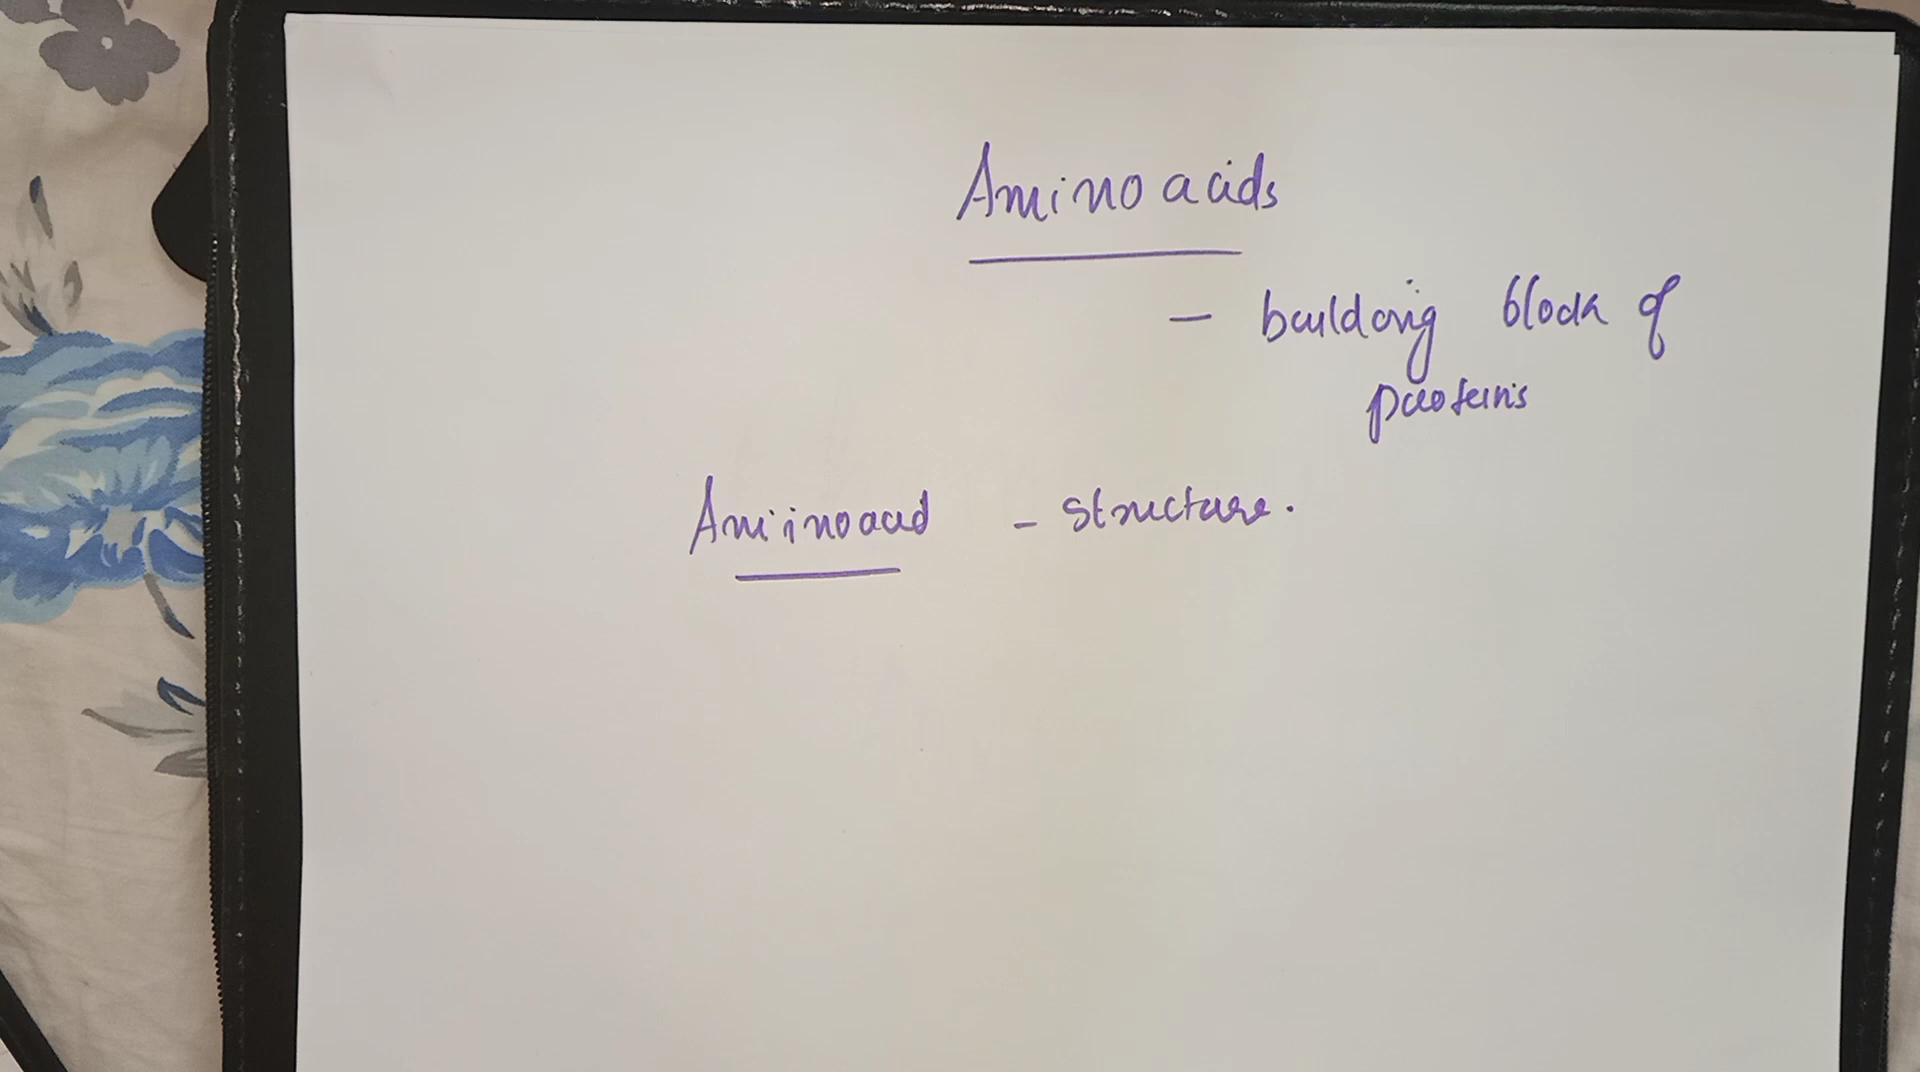 Amino acids
- building block of
proteins
Aminoacid - structure.